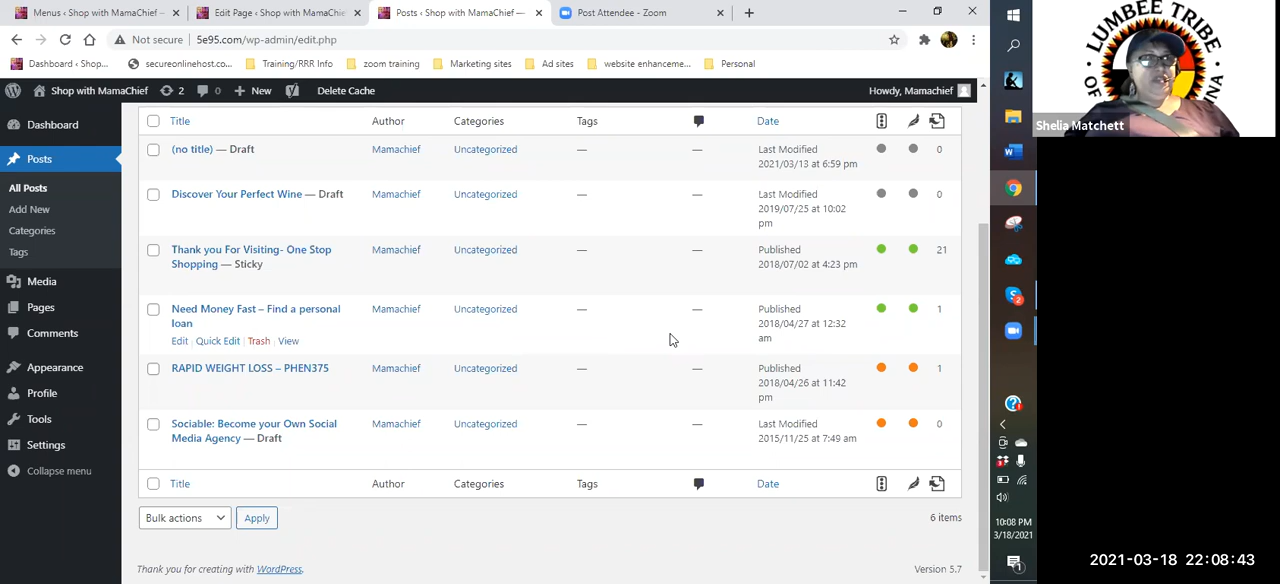 Menus < Shop with MamaChief —
Edit Page < Shop with MamaChie
Posts < Shop with MamaChief —
Post Attendee - Zoom
Not secure | 5e95.com/wp-admin/edit.php
Dashboard < Shop...
secureonlinehost.co...
Training/RRR Info
zoom training
Marketing sites
Ad sites
website enhanceme...
Personal
Shop with MamaChief
2
0
New
Delete Cache
Howdy, Mamachief
Dashboard
Posts
All Posts
Add New
Categories
Tags
Media
Pages
Comments
Appearance
Profile
Tools
Settings
Collapse menu
Title Author Categories Tags Date
(no title) — Draft Mamachief Uncategorized — — Last Modified 0
2021/03/13 at 6:59 pm
Discover Your Perfect Wine — Draft Mamachief Uncategorized — — Last Modified 0
2019/07/25 at 10:02
pm
Thank you For Visiting- One Stop Mamachief Uncategorized — — Published 21
Shopping — Sticky 2018/07/02 at 4:23 pm
Need Money Fast – Find a personal Mamachief Uncategorized — — Published 1
loan 2018/04/27 at 12:32
am
Edit | Quick Edit | Trash | View
RAPID WEIGHT LOSS – PHEN375 Mamachief Uncategorized — — Published 1
2018/04/26 at 11:42
pm
Sociable: Become your Own Social Mamachief Uncategorized — — Last Modified 0
Media Agency — Draft 2015/11/25 at 7:49 am
Title Author Categories Tags Date
Bulk actions Apply 6 items
Thank you for creating with WordPress. Version 5.7
10:08 PM
3/18/2021
LUMBEE TRIBE
Shelia Matchett
2021-03-18 22:08:43